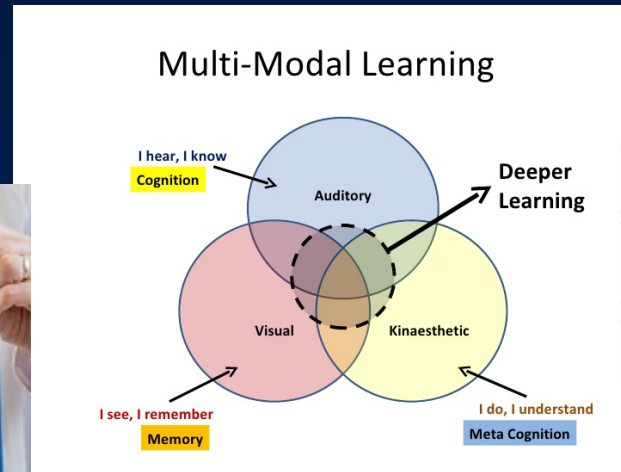 Multi-Modal Learning
I hear, I know
Cognition
Auditory
Deeper
Learning
Visual
Kinaesthetic
I see, I remember
Memory
I do, I understand
Meta Cognition